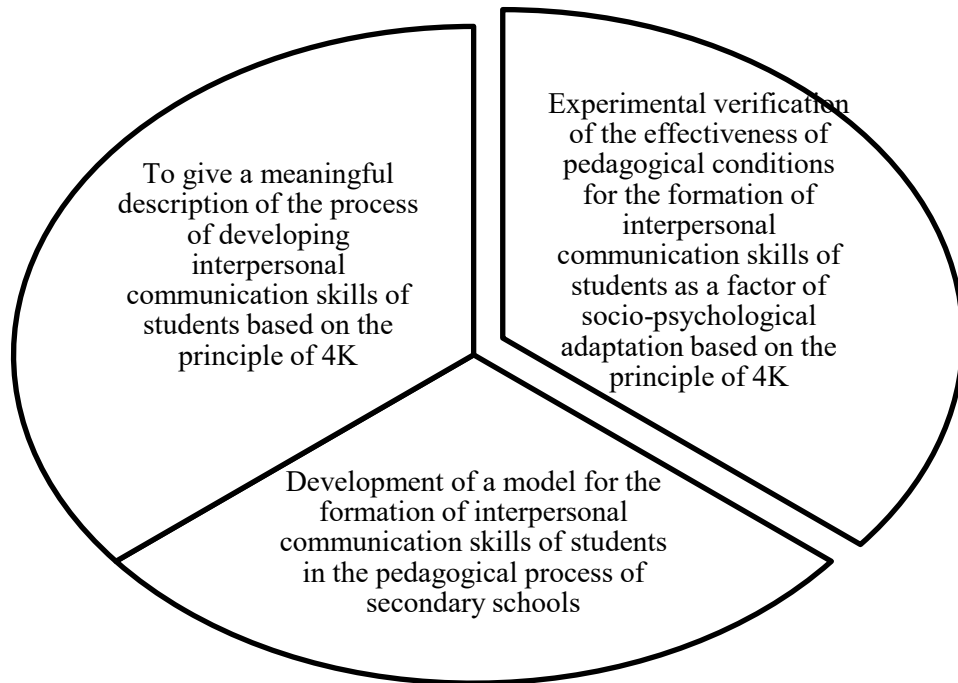 To give a meaningful
description of the process
of developing
interpersonal
communication skills of
students based on the
principle of 4K
Experimental verification
of the effectiveness of
pedagogical conditions
for the formation of
interpersonal
communication skills of
students as a factor of
socio-psychological
adaptation based on the
principle of 4K
Development of a model for the
formation of interpersonal
communication skills of students
in the pedagogical process of
secondary schools